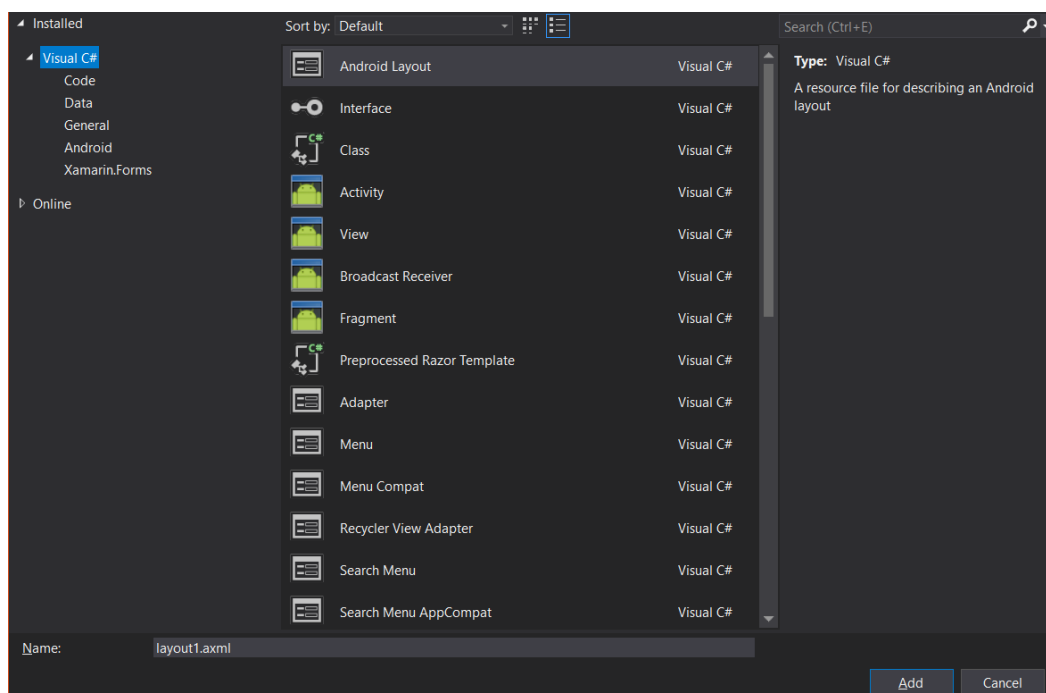 Installed
Sort by: Default
Search (Ctrl+E)
Visual C#
Code
Data
General
Android
Xamarin.Forms
Online
Android Layout Visual C#
Interface Visual C#
C#
Class Visual C#
Activity Visual C#
View Visual C#
Broadcast Receiver Visual C#
Fragment Visual C#
C#
Preprocessed Razor Template Visual C#
Adapter Visual C#
Menu Visual C#
Menu Compat Visual C#
Recycler View Adapter Visual C#
Search Menu Visual C#
Search Menu AppCompat Visual C#
Type: Visual C#
A resource file for describing an Android
layout
Name: layout1.axml
Add Cancel